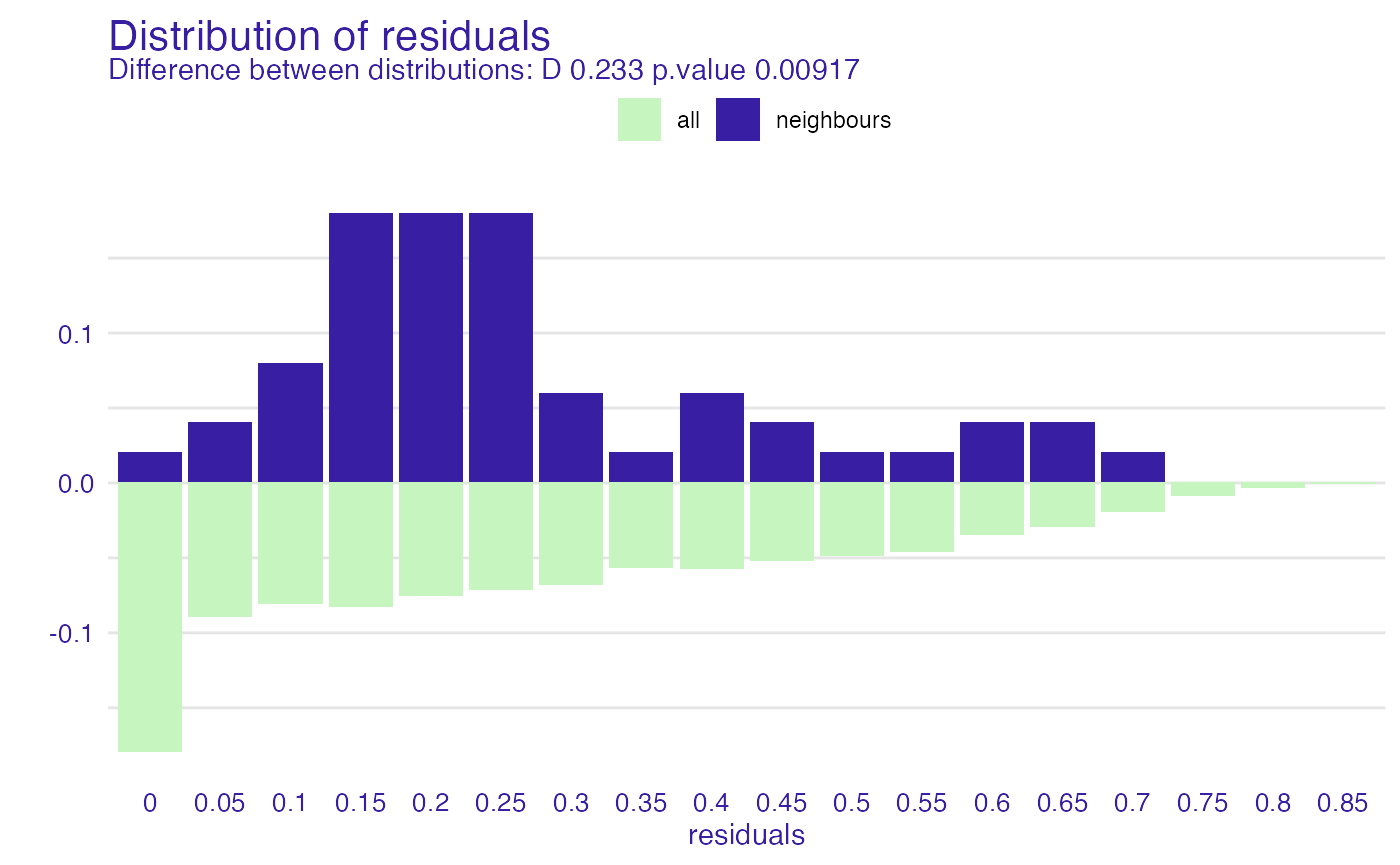 Distribution of residuals
Difference between distributions: D 0.233 p.value 0.00917
all neighbours
0.1
0.0
-0.1
0 0.05 0.1 0.15 0.2 0.25 0.3 0.35 0.4 0.45 0.5 0.55 0.6 0.65 0.7 0.75 0.8 0.85
residuals